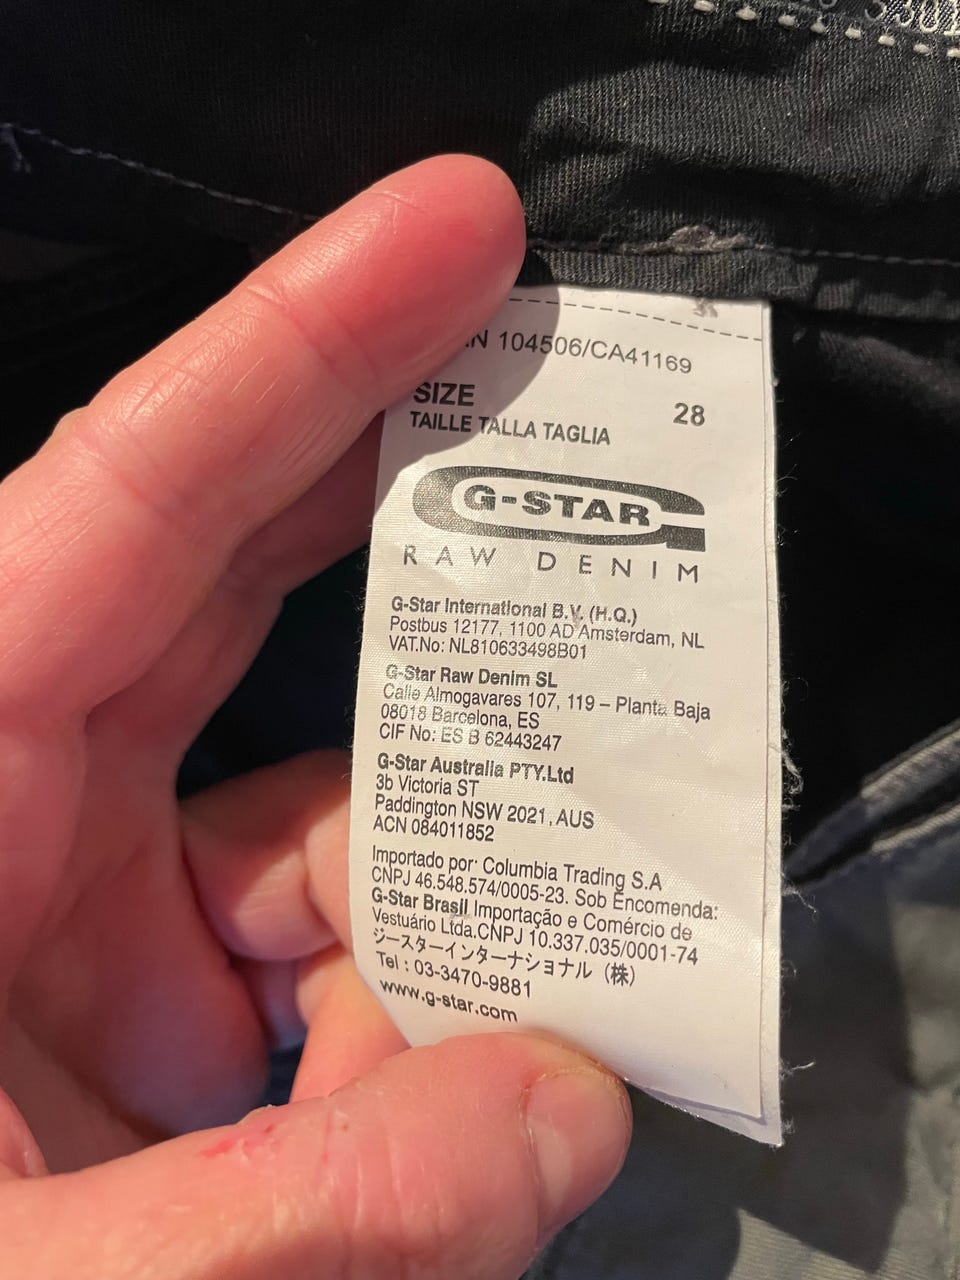 104506/CA41169
SIZE 28
TAILLE TALLA TAGLIA
G-STAR
RAW DENIM
G-Star International B.V. (H.Q.)
Postbus 12177, 1100 AD Amsterdam, NL
VAT.No: NL810633498B01
G-Star Raw Denim SL
Calle Almogavares 107, 119 – Planta Baja
08018 Barcelona, ES
CIF No: ES B 62443247
G-Star Australia PTY.Ltd
3b Victoria ST
Paddington NSW 2021, AUS
ACN 084011852
Importado por: Columbia Trading S.A
CNPJ 46.548.574/0005-23. Sob Encomenda:
G-Star Brasil Importação e Comércio de
Vestuário Ltda.CNPJ 10.337.035/0001-74
ジースターインターナショナル（株）
Tel : 03-3470-9881
www.g-star.com